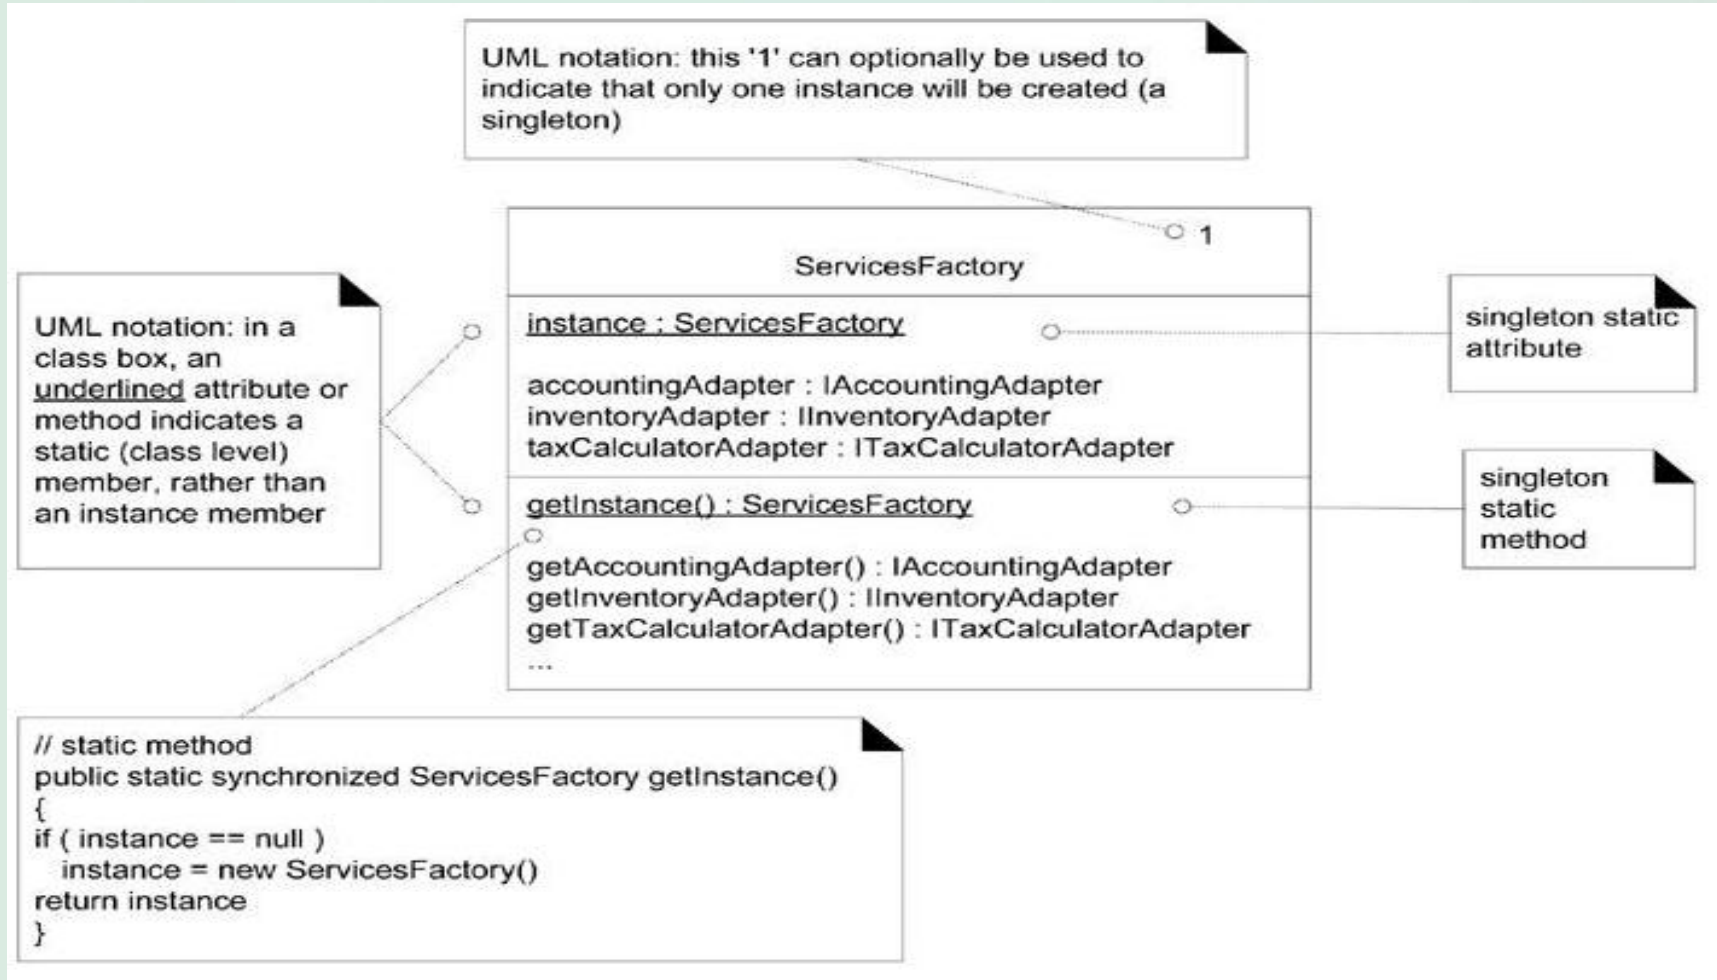 UML notation: this '1' can optionally be used to
indicate that only one instance will be created (a
singleton)
1
ServicesFactory
UML notation: in a
class box, an
underlined attribute or
method indicates a
static (class level)
member, rather than
an instance member
instance : ServicesFactory
accountingAdapter : IAccountingAdapter
inventoryAdapter : IInventoryAdapter
taxCalculatorAdapter : ITaxCalculatorAdapter
singleton static
attribute
getInstance() : ServicesFactory
getAccountingAdapter() : IAccountingAdapter
getInventoryAdapter() : IInventoryAdapter
getTaxCalculatorAdapter() : ITaxCalculatorAdapter
...
singleton
static
method
// static method
public static synchronized ServicesFactory getInstance()
{
if ( instance == null )
instance = new ServicesFactory()
return instance
}